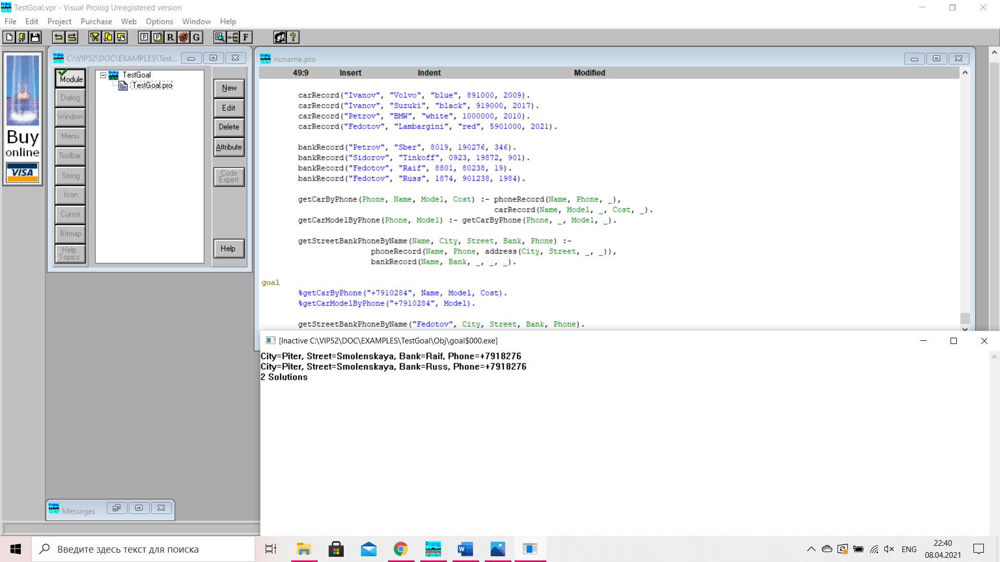 TestGoal.vpr - Visual Prolog Unregistered version
File Edit Project Purchase Web Options Window Help
P P R G F ?
Buy
online
VISA
C:\VIP52\DOC\EXAMPLES\Test...
Module
Dialog
Window
Menu
Toolbar
String
Icon
Cursor
Bitmap
Help
Topics
TestGoal
TestGoal.pro
New
Edit
Delete
Attribute
Code
Expert
Help
noname.pro
49:9 Insert Indent Modified
carRecord("Ivanov", "Volvo", "blue", 891000, 2009).
carRecord("Ivanov", "Suzuki", "black", 919000, 2017).
carRecord("Petrov", "BMW", "white", 1000000, 2010).
carRecord("Fedotov", "Lambargini", "red", 5901000, 2021).
bankRecord("Petrov", "Sber", 8019, 190276, 346).
bankRecord("Sidorov", "Tinkoff", 0923, 19872, 901).
bankRecord("Fedotov", "Raif", 8801, 80238, 19).
bankRecord("Fedotov", "Russ", 1874, 901238, 1984).
getCarByPhone(Phone, Name, Model, Cost) :- phoneRecord(Name, Phone, _),
carRecord(Name, Model, _, Cost, _).
getCarModelByPhone(Phone, Model) :- getCarByPhone(Phone, _, Model, _).
getStreetBankPhoneByName(Name, City, Street, Bank, Phone) :-
phoneRecord(Name, Phone, address(City, Street, _, _)),
bankRecord(Name, Bank, _, _, _).
goal
%getCarByPhone("+7910284", Name, Model, Cost).
%getCarModelByPhone("+7910284", Model).
getStreetBankPhoneByName("Fedotov", City, Street, Bank, Phone).
[Inactive C:\VIP52\DOC\EXAMPLES\TestGoal\Obj\goal$000.exe]
City=Piter, Street=Smolenskaya, Bank=Raif, Phone=+7918276
City=Piter, Street=Smolenskaya, Bank=Russ, Phone=+7918276
2 Solutions
Messages
Введите здесь текст для поиска
Prolog
W
ENG
22:40
08.04.2021